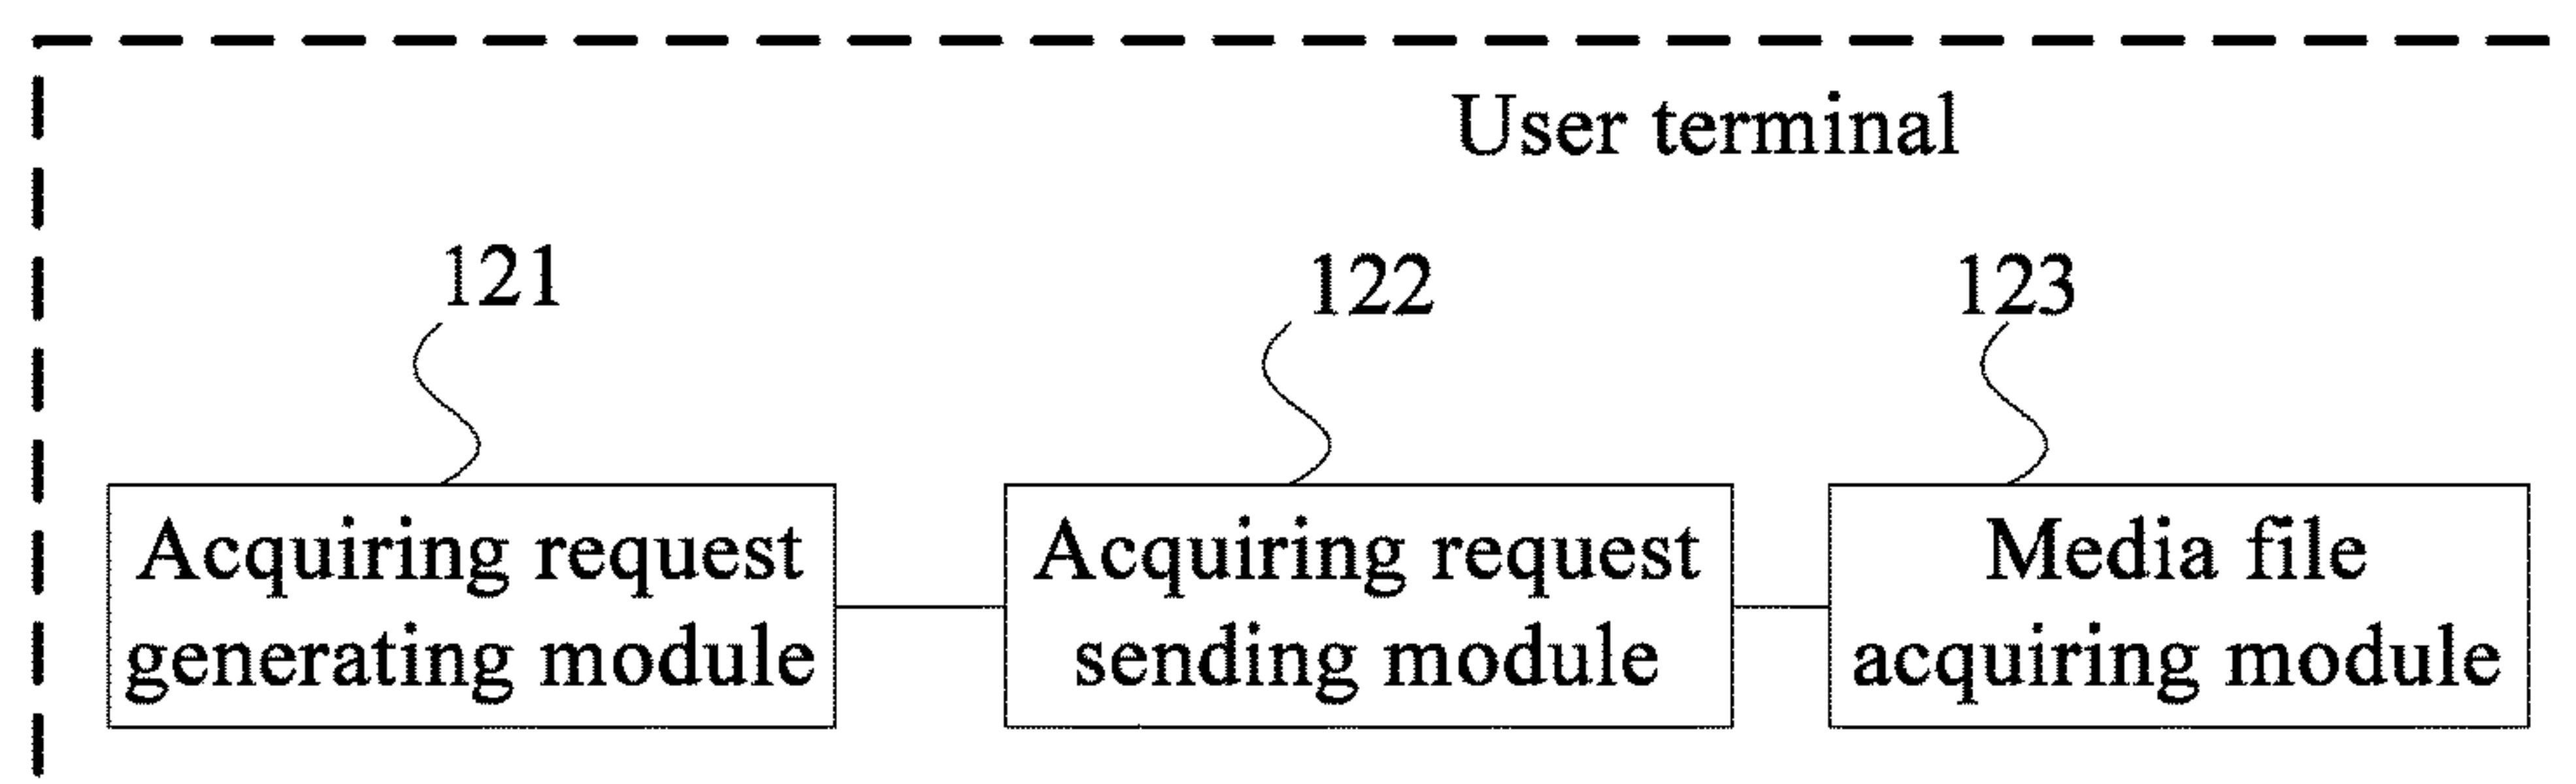 User terminal
121
122
123
Acquiring request
generating module
Acquiring request
sending module
Media file
acquiring module